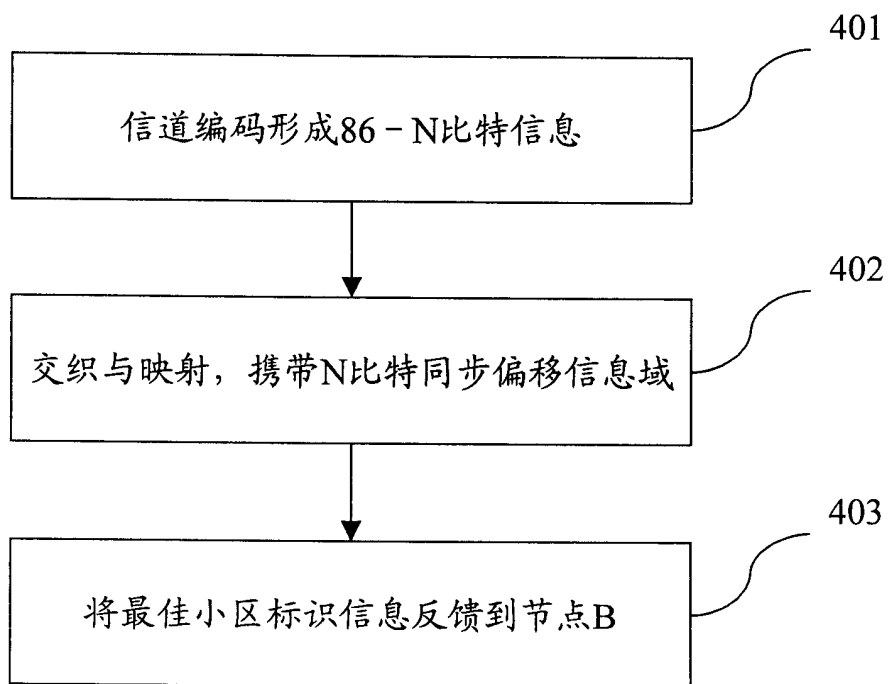 401
信道编码形成86-N比特信息
402
交织与映射，携带N比特同步偏移信息域
403
将最佳小区标识信息反馈到节点B